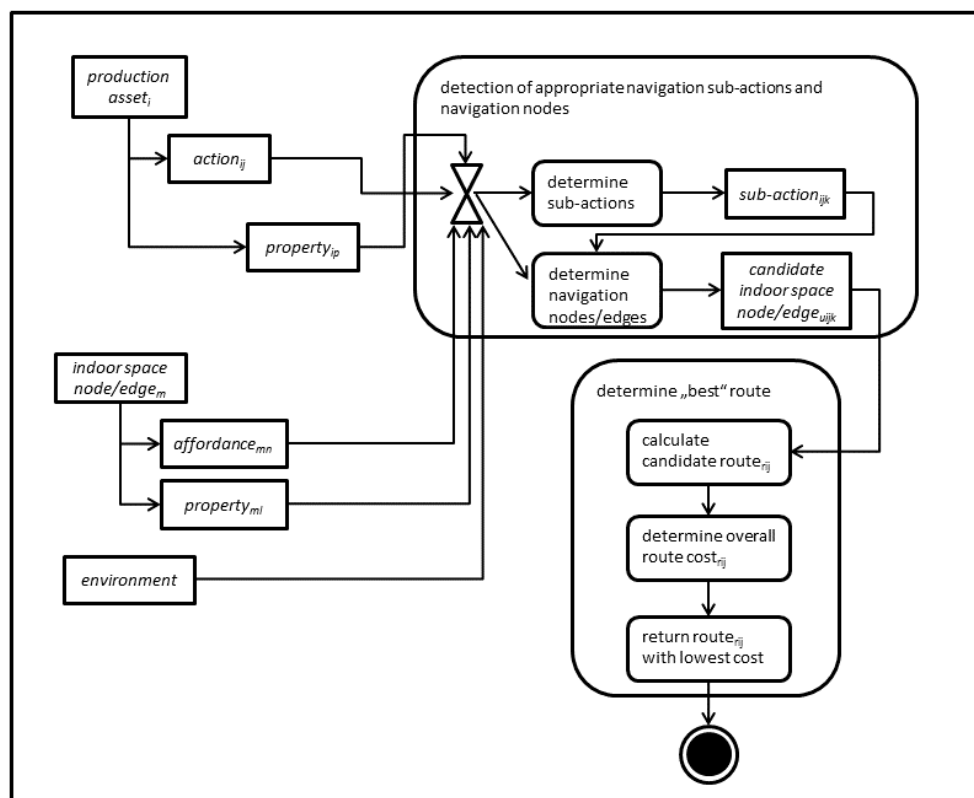 production
asset_i
action_ij
property_ip
detection of appropriate navigation sub-actions and
navigation nodes
determine
sub-actions
sub-action_ijk
determine
navigation
nodes/edges
candidate
indoor space
node/edge_uijk
indoor space
node/edge_m
affordance_mn
property_ml
environment
determine „best“ route
calculate
candidate route_rij
determine overall
route cost_rij
return route_rij
with lowest cost